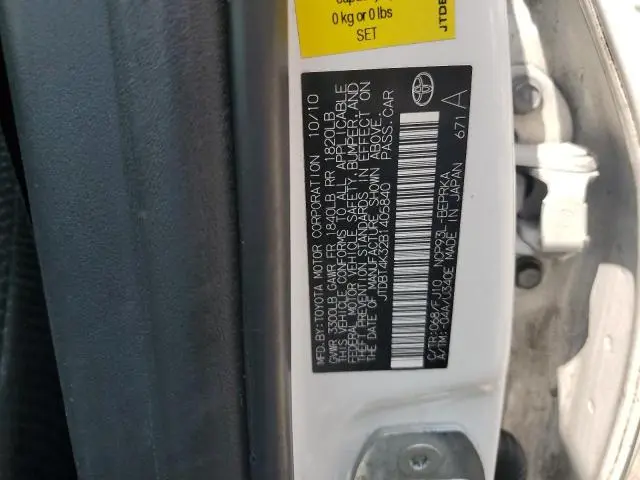 0 kg or 0 lbs
SET
JTDB
MFD.BY:TOYOTA MOTOR CORPORATION 10/10
GVWR 3300LB GAWR FR 1840LB RR 1820LB
THIS VEHICLE CONFORMS TO ALL APPLICABLE
FEDERAL MOTOR VEHICLE SAFETY, BUMPER, AND
THEFT PREVENTION STANDARDS IN EFFECT ON
THE DATE OF MANUFACTURE SHOWN ABOVE.
JTDBT4K32B1405840 PASS.CAR
C/TR:068/FJ10 NCP93L-BEPRKA
A/TM:-04A/U340E MADE IN JAPAN 671 A